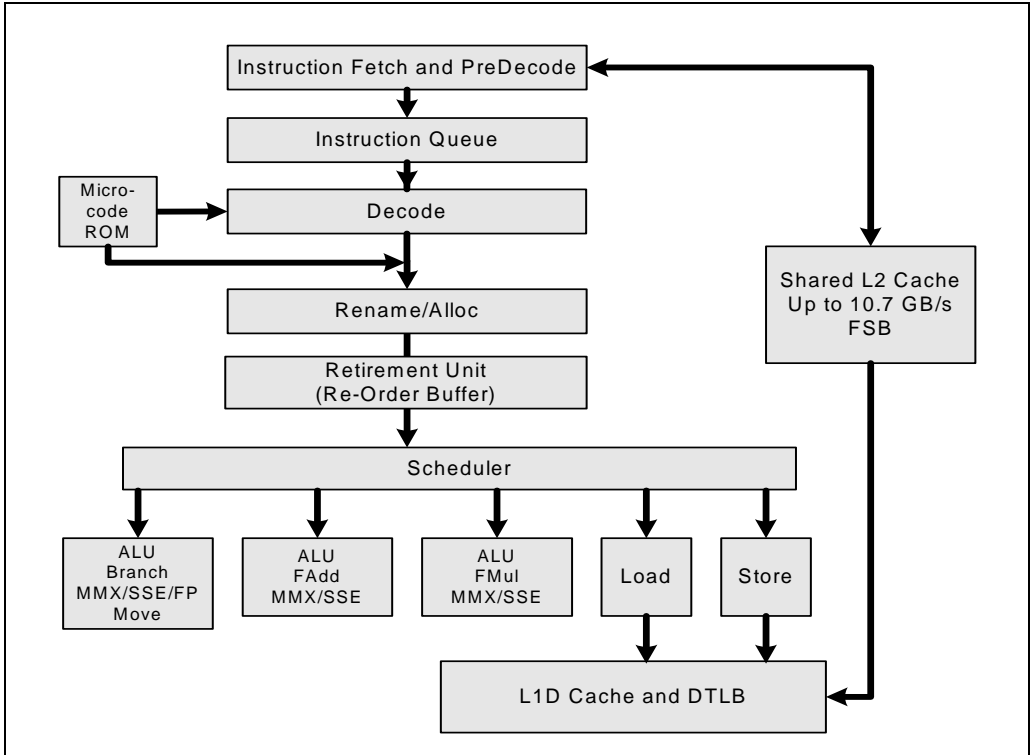 Instruction Fetch and PreDecode
Instruction Queue
Micro-
code
ROM
Decode
Shared L2 Cache
Up to 10.7 GB/s
FSB
Rename/Alloc
Retirement Unit
(Re-Order Buffer)
Scheduler
ALU
Branch
MMX/SSE/FP
Move
ALU
FAdd
MMX/SSE
ALU
FMul
MMX/SSE
Load
Store
L1D Cache and DTLB